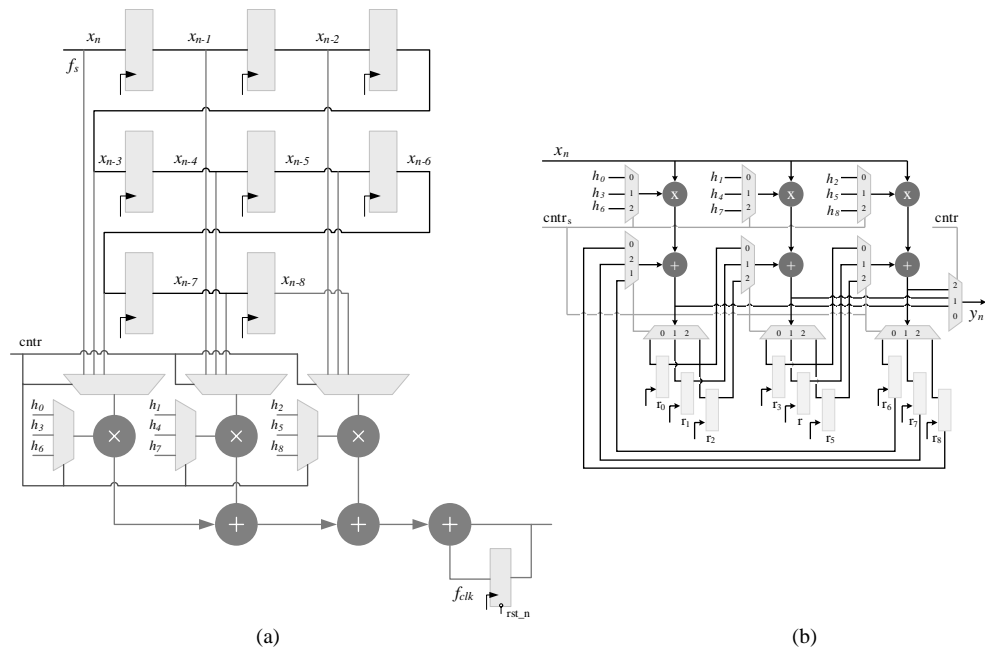 x_n x_{n-1} x_{n-2}
f_s
x_{n-3} x_{n-4} x_{n-5} x_{n-6}
x_{n-7} x_{n-8}
cntr
h_0 h_1 h_2
h_3 × h_4 × h_5 ×
h_6 h_7 h_8
+ + +
f_{clk}
rst_n
(a)
x_n
h_0 0 h_1 0 h_2 0
h_3 1 x h_4 1 x h_5 1 x
h_6 2 h_7 2 h_8 2
cntr_s cntr
0 0 0
2 + 1 + 1 +
1 2 2
2
1
0
y_n
0 1 2 0 1 2 0 1 2
r_0 r_3 r_6
r_1 r r_7
r_2 r_5 r_8
(b)